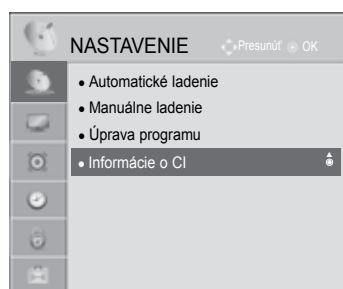 NASTAVENIE
Presunúť OK
• Automatické ladenie
• Manuálne ladenie
• Úprava programu
• Informácie o CI